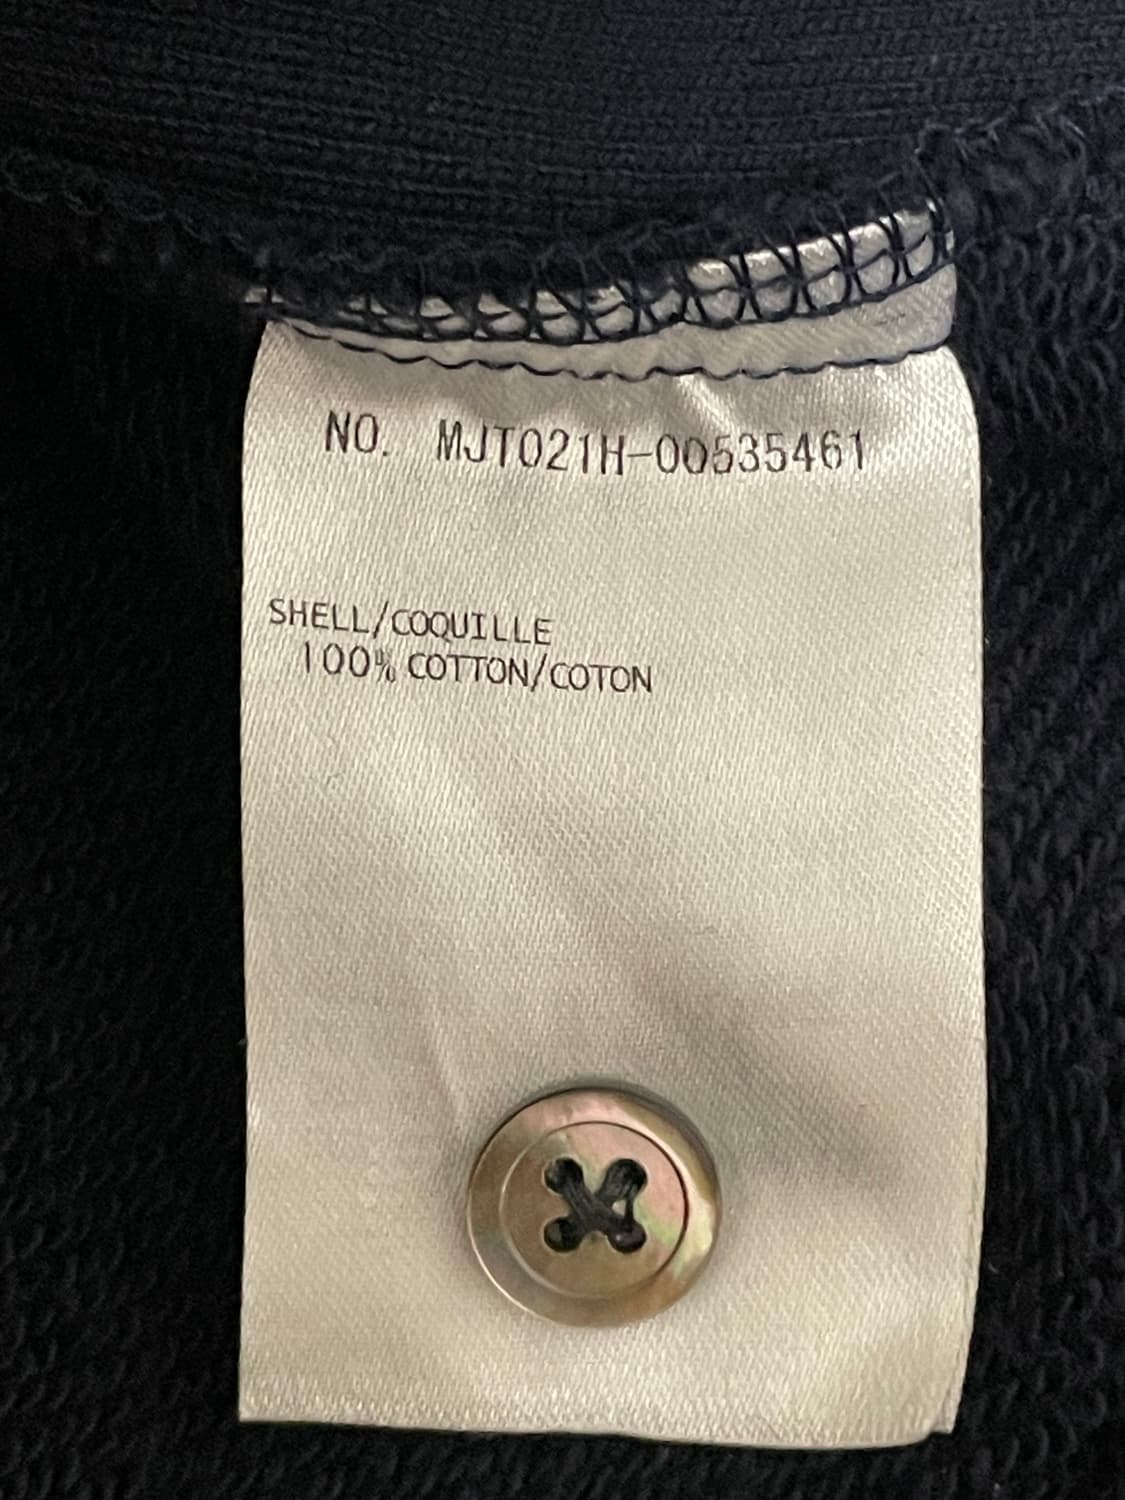 NO. MJT021H-00535461
SHELL/COQUILLE
100% COTTON/COTON